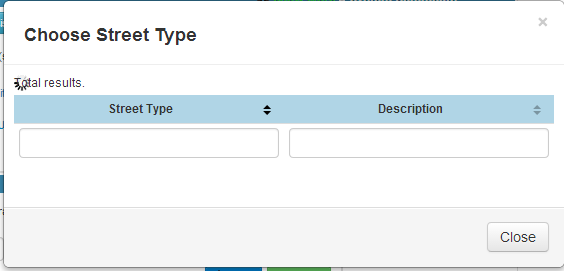 Choose Street Type
×
Total results.
Street Type Description
Close